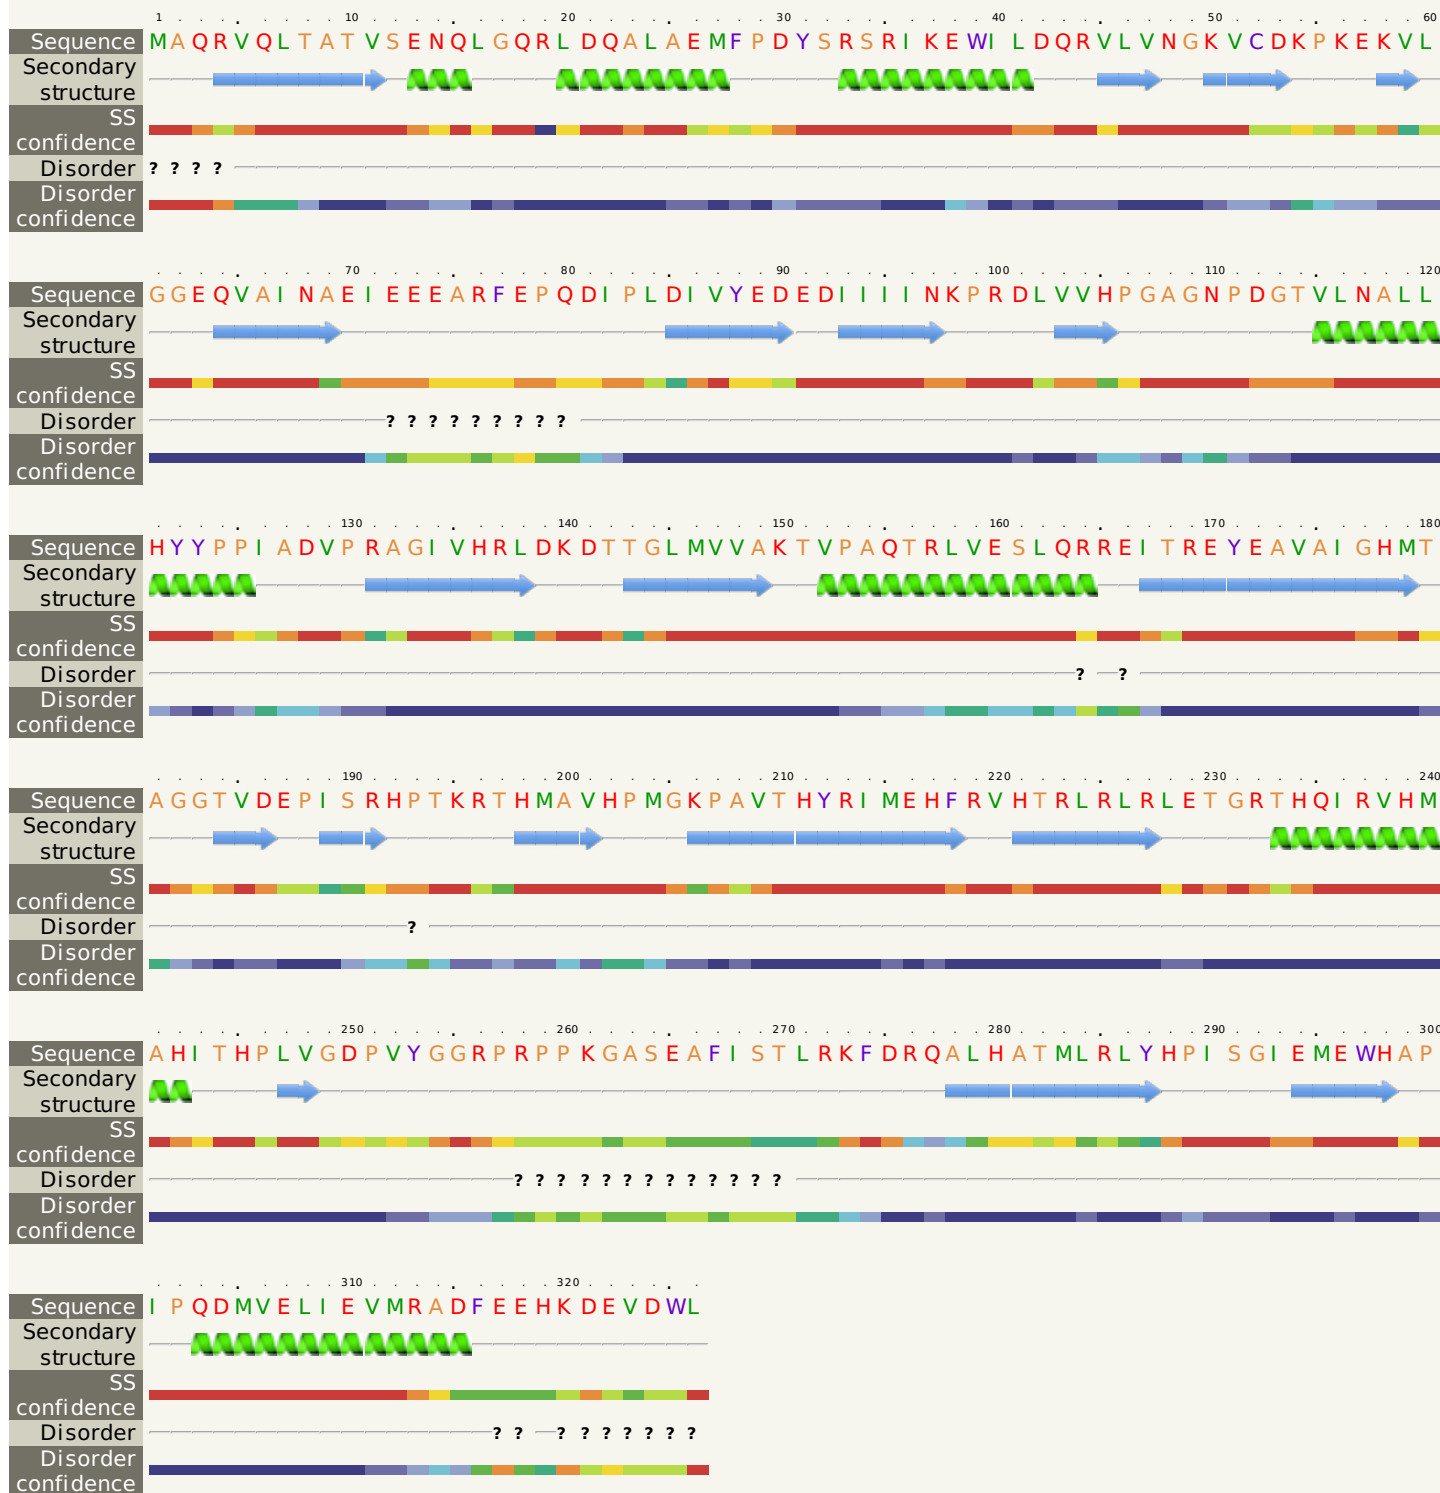 1 10 20 30 40 50 60
Sequence MAQRVQLTATVSENQLGQRLDQALAEMFPDYSRSRIKEWILDQRVLVNGKVCDKPKEKVL
Secondary
structure
SS
confidence
Disorder ? ? ? ?
Disorder
confidence
70 80 90 100 110 120
Sequence GGEQVAINAEIEEEARFEPQDIPLDIVYEDEDIIIINKPRDLVVHPGAGNPDGTVLNALL
Secondary
structure
SS
confidence
Disorder ? ? ? ? ? ? ? ? ?
Disorder
confidence
130 140 150 160 170 180
Sequence HYYPPIADVPRAGIVHRLDKDTTGLMVVAKTVPAQTRLVESLQRREITREYEAVAIGHMT
Secondary
structure
SS
confidence
Disorder ? ?
Disorder
confidence
190 200 210 220 230 240
Sequence AGGTVDEPISRHPTKRTHMAVHPMGKPAVTHYRIMEHFRVHTRLRLRLETGRTHQIRVHM
Secondary
structure
SS
confidence
Disorder ?
Disorder
confidence
250 260 270 280 290 300
Sequence AHITHPLVGDPVYGGRPRPPKGASEAFISTLRKFDRQALHATMLRLYHPISGIEMEWHAP
Secondary
structure
SS
confidence
Disorder ? ? ? ? ? ? ? ? ? ? ? ? ?
Disorder
confidence
310 320
Sequence IPQDMVELIEVMRADFEEHKDEVDWL
Secondary
structure
SS
confidence
Disorder ? ? ? ? ? ? ? ? ?
Disorder
confidence